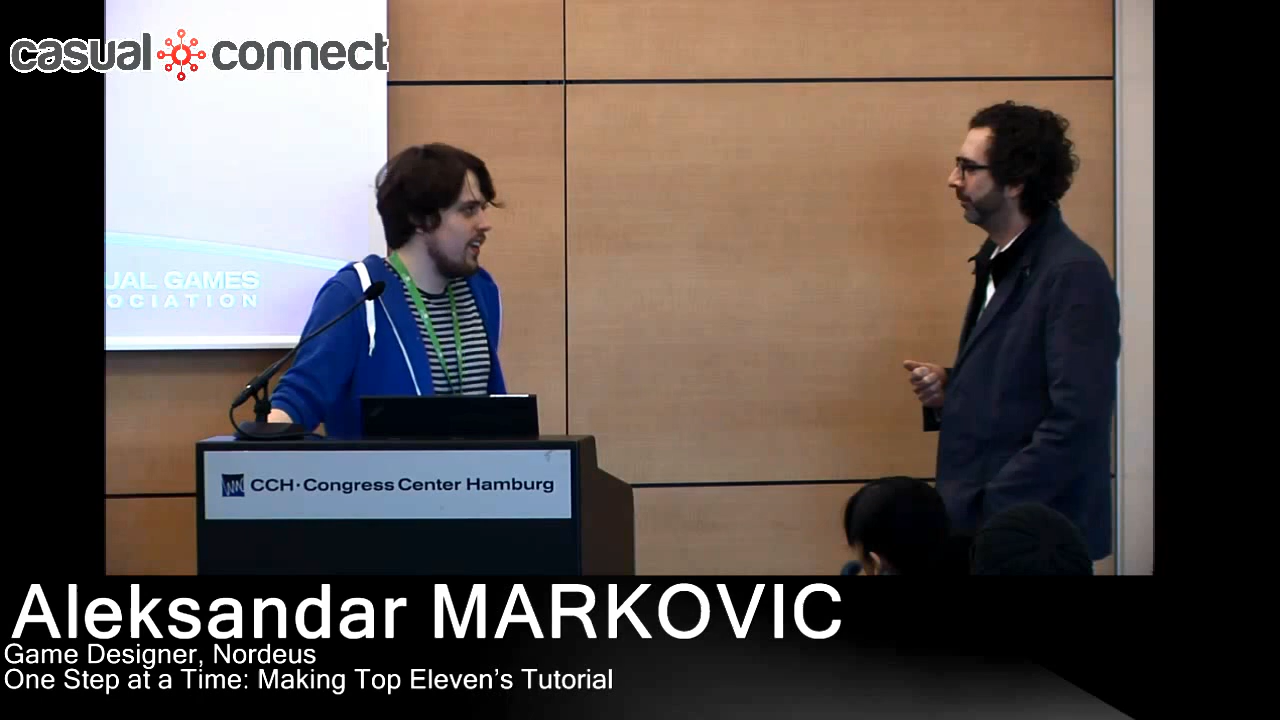 casual connect
UAL GAMES
OCIATION
CCH·Congress Center Hamburg
Aleksandar MARKOVIC
Game Designer, Nordeus
One Step at a Time: Making Top Eleven's Tutorial